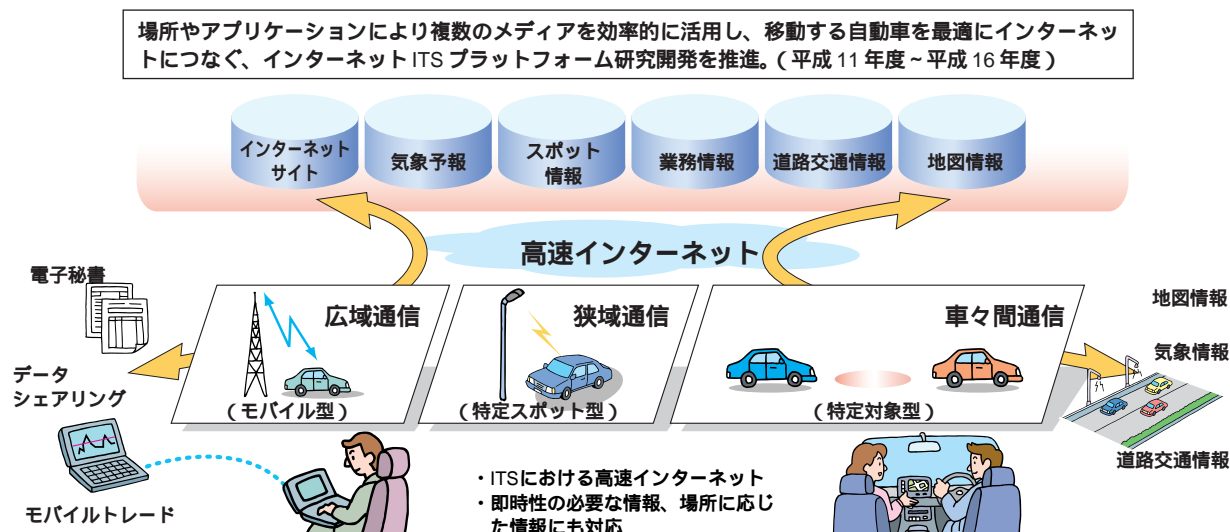 場所やアプリケーションにより複数のメディアを効率的に活用し、移動する自動車を最適にインターネッ
トにつなぐ、インターネット ITS プラットフォーム研究開発を推進。（平成 11 年度～平成 16 年度）
インターネット
サイト
気象予報
スポット
情報
業務情報
道路交通情報
地図情報
高速インターネット
電子秘書
広域通信
（モバイル型）
狭域通信
（特定スポット型）
車々間通信
（特定対象型）
地図情報
気象情報
道路交通情報
データ
シェアリング
モバイルトレード
・ITSにおける高速インターネット
・即時性の必要な情報、場所に応じ
た情報にも対応